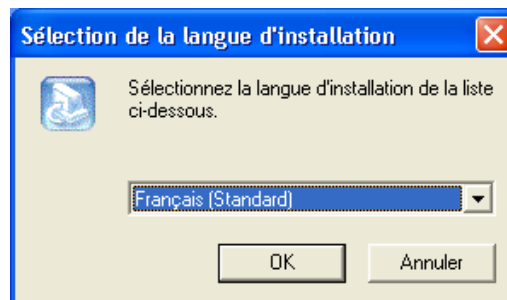 Sélection de la langue d'installation
Sélectionnez la langue d'installation de la liste
ci-dessous.
Français (Standard)
OK
Annuler